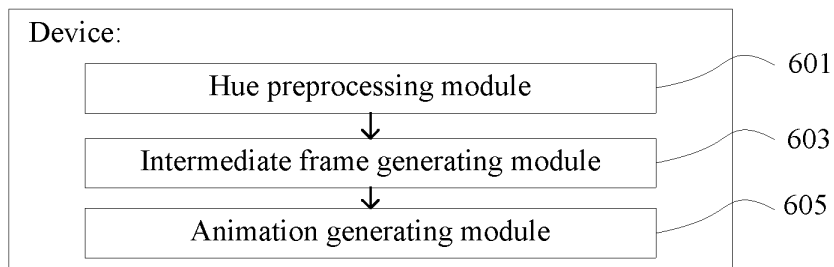 Device:
Hue preprocessing module
601
Intermediate frame generating module
603
Animation generating module
605